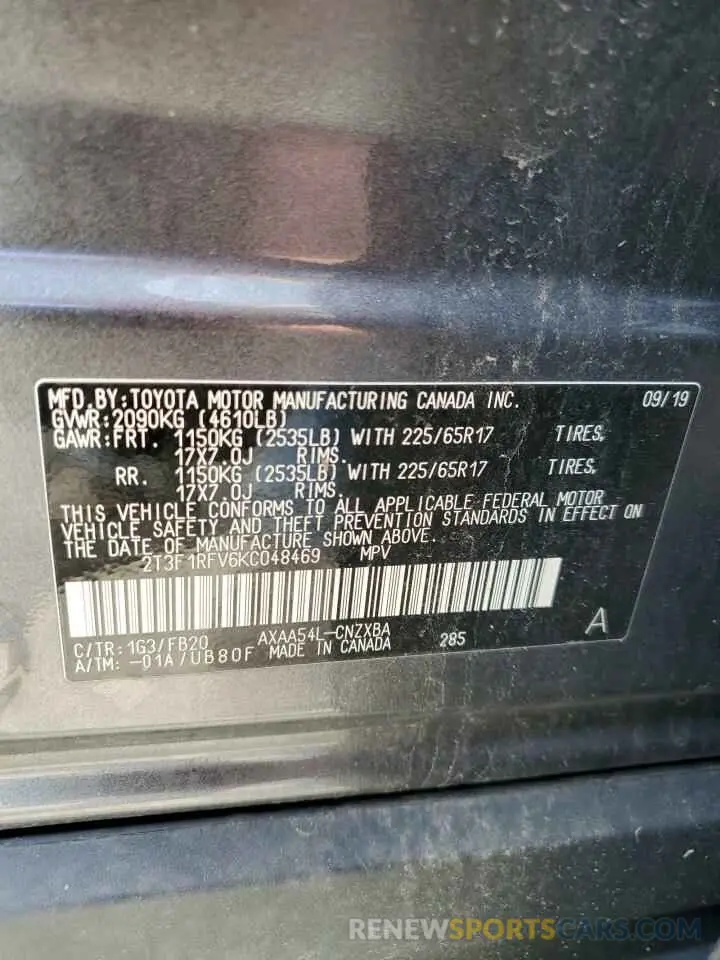 MFD.BY:TOYOTA MOTOR MANUFACTURING CANADA INC. 09/19
GVWR:2090KG (4610LB)
GAWR:FRT. 1150KG (2535LB) WITH 225/65R17 TIRES,
17X7.0J RIMS.
RR. 1150KG (2535LB) WITH 225/65R17 TIRES,
17X7.0J RIMS.
THIS VEHICLE CONFORMS TO ALL APPLICABLE FEDERAL MOTOR
VEHICLE SAFETY AND THEFT PREVENTION STANDARDS IN EFFECT ON
THE DATE OF MANUFACTURE SHOWN ABOVE.
2T3F1RFV6KC048469 MPV
C/TR:1G3/FB20 AXAA54L-CNZXBA A
A/TM:-01A/UB80F MADE IN CANADA 285
RENEWSPORTSCAR.COM